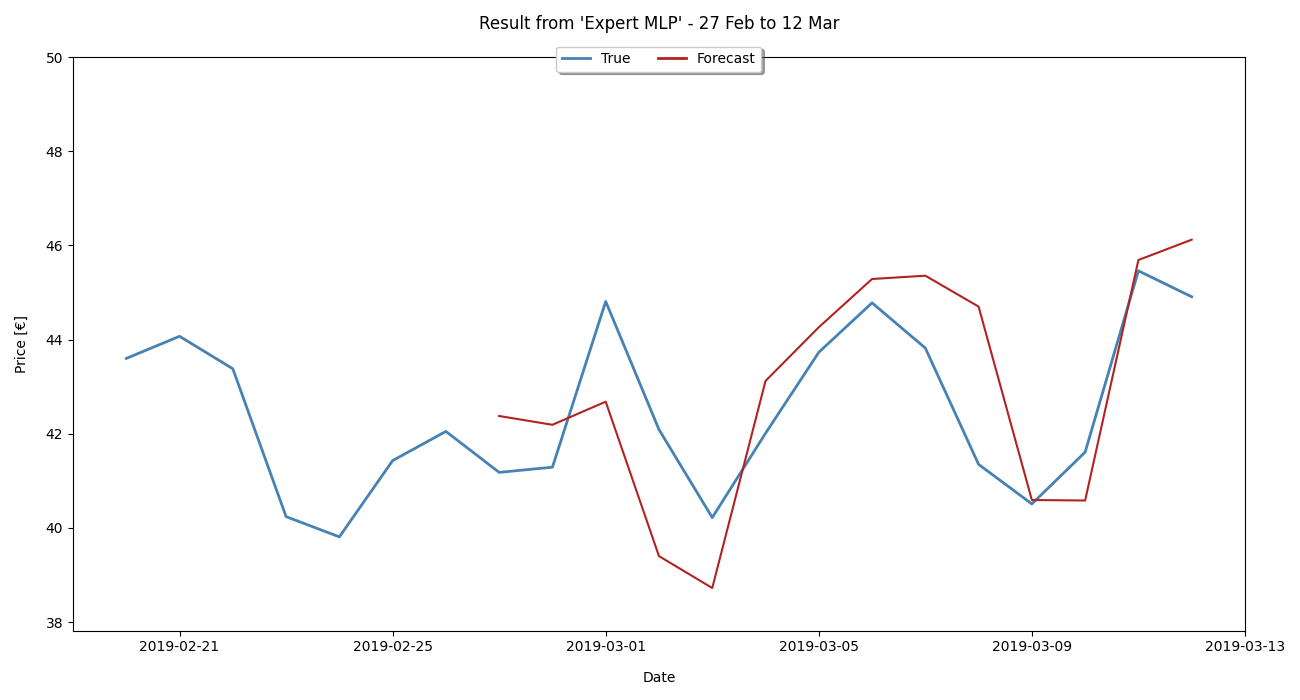 Result from 'Expert MLP' - 27 Feb to 12 Mar
True Forecast
50
48
46
44
42
40
38
Price [€]
2019-02-21 2019-02-25 2019-03-01 2019-03-05 2019-03-09 2019-03-13
Date